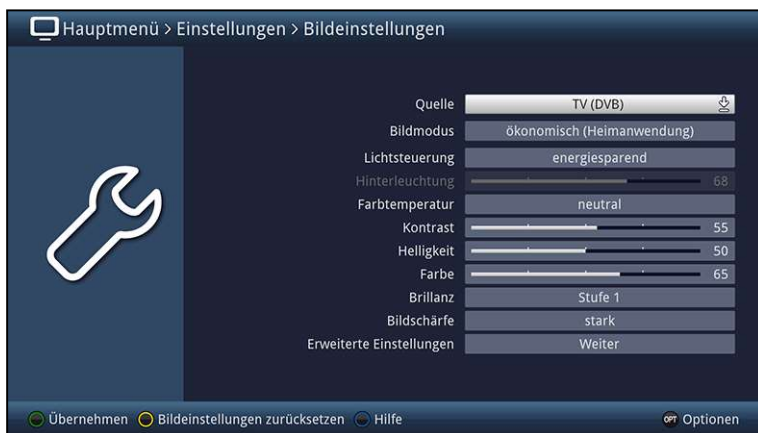 Hauptmenü > Einstellungen > Bildeinstellungen
Quelle TV (DVB)
Bildmodus ökonomisch (Heimanwendung)
Lichtsteuerung energiesparend
Hinterleuchtung 68
Farbtemperatur neutral
Kontrast 55
Helligkeit 50
Farbe 65
Brillanz Stufe 1
Bildschärfe stark
Erweiterte Einstellungen Weiter
Übernehmen Bildeinstellungen zurücksetzen Hilfe OPT Optionen